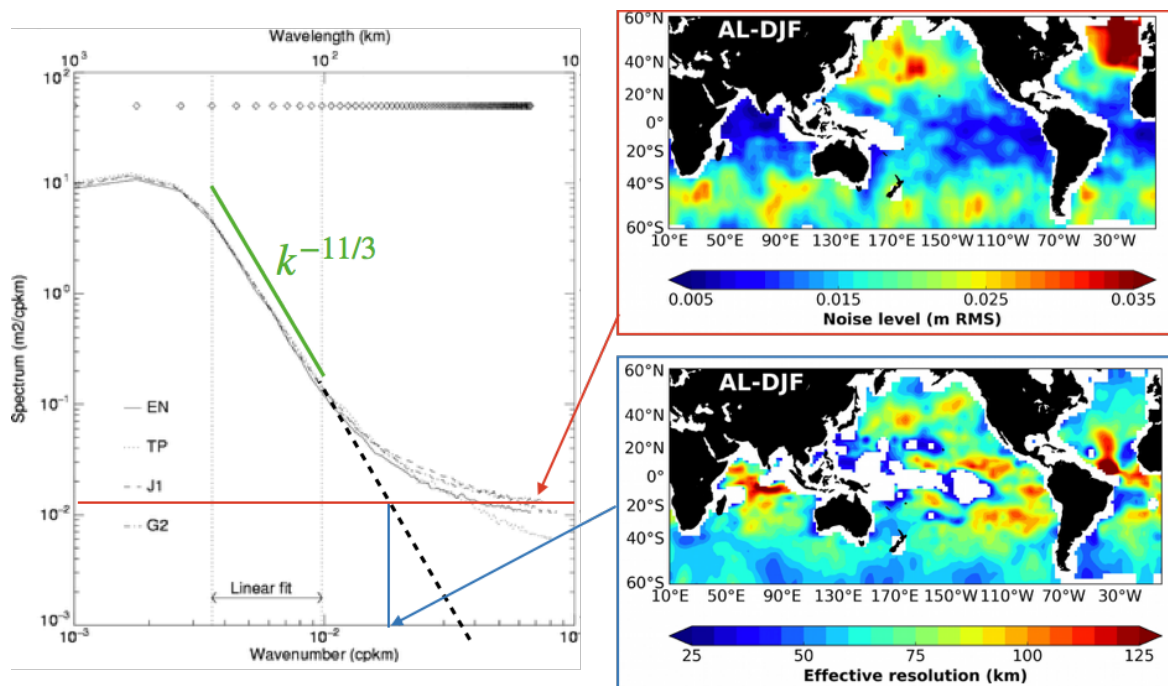 Wavelength (km)
10³ 10² 10
10²
10¹
10⁰
10⁻¹
10⁻²
10⁻³
Spectrum (m2/cpkm)
k⁻¹¹/³
EN
TP
J1
G2
Linear fit
10⁻³ 10⁻² 10
Wavenumber (cpkm)
AL-DJF
60°N
40°N
20°N
0°
20°S
40°S
60°S
10°E 50°E 90°E 130°E 170°E 150°W 110°W 70°W 30°W
0.005 0.015 0.025 0.035
Noise level (m RMS)
AL-DJF
60°N
40°N
20°N
0°
20°S
40°S
60°S
10°E 50°E 90°E 130°E 170°E 150°W 110°W 70°W 30°W
25 50 75 100 125
Effective resolution (km)